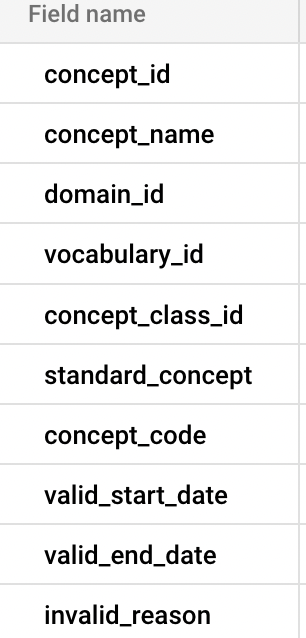 Field name
concept_id
concept_name
domain_id
vocabulary_id
concept_class_id
standard_concept
concept_code
valid_start_date
valid_end_date
invalid_reason